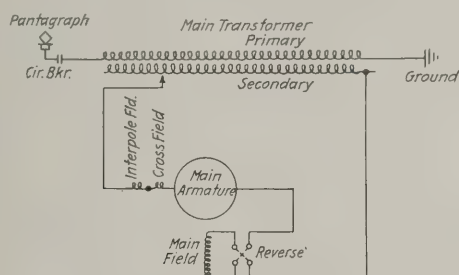 Pantagraph
Main Transformer
Primary
Cir. Bkr.
Secondary
Ground
Interpole Fld.
Cross Field
Main
Armature
Main
Field
Reverse